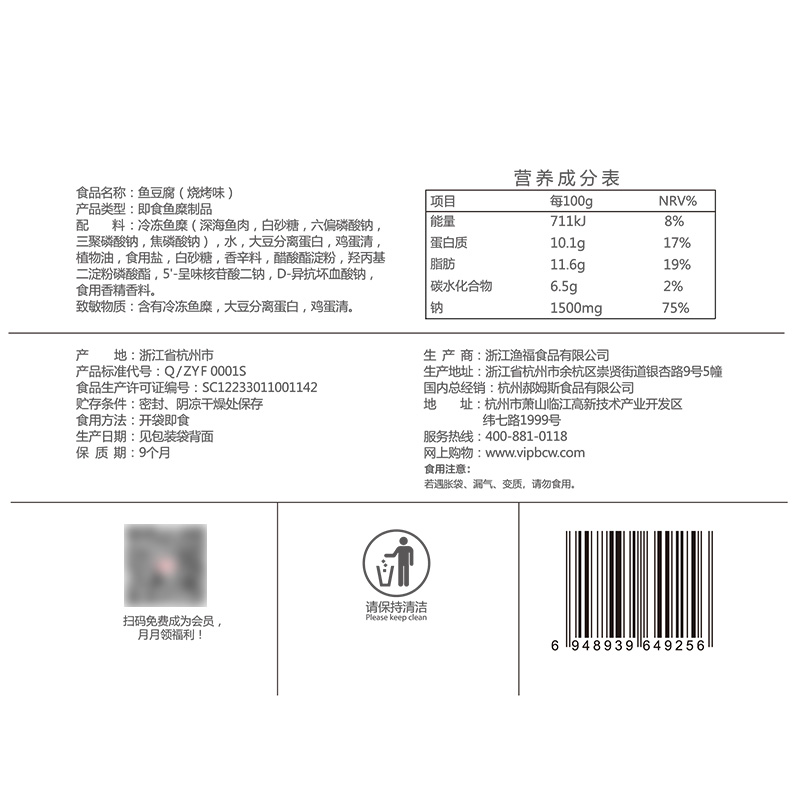 食品名称：鱼豆腐（烧烤味）
产品类型：即食鱼糜制品
配 料：冷冻鱼糜（深海鱼肉，白砂糖，六偏磷酸钠，
三聚磷酸钠，焦磷酸钠），水，大豆分离蛋白，鸡蛋清，
植物油，食用盐，白砂糖，香辛料，醋酸酯淀粉，羟丙基
二淀粉磷酸酯，5'-呈味核苷酸二钠，D-异抗坏血酸钠，
食用香精香料。
致敏物质：含有冷冻鱼糜，大豆分离蛋白，鸡蛋清。
营养成分表
项目 每100g NRV%
能量 711kJ 8%
蛋白质 10.1g 17%
脂肪 11.6g 19%
碳水化合物 6.5g 2%
钠 1500mg 75%
产 地：浙江省杭州市
产品标准代号：Q/ZYF 0001S
食品生产许可证编号：SC12233011001142
贮存条件：密封、阴凉干燥处保存
食用方法：开袋即食
生产日期：见包装袋背面
保 质 期：9个月
生 产 商：浙江渔福食品有限公司
生产地址：浙江省杭州市余杭区崇贤街道银杏路9号5幢
国内总经销：杭州郝姆斯食品有限公司
地 址：杭州市萧山临江高新技术产业开发区
纬七路1999号
服务热线：400-881-0118
网上购物：www.vipbcw.com
食用注意：
若遇胀袋、漏气、变质，请勿食用。
扫码免费成为会员，
月月领福利！
请保持清洁
Please keep clean
6 948939 649256